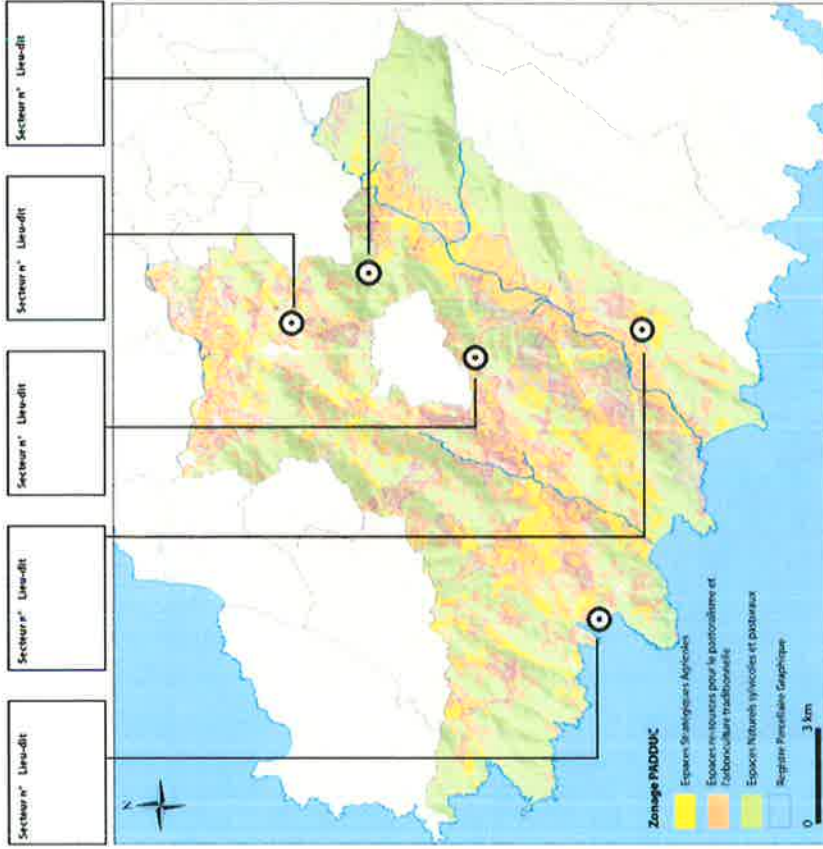 Secteur n° Lieu-dit
Secteur n° Lieu-dit
Secteur n° Lieu-dit
Secteur n° Lieu-dit
Secteur n° Lieu-dit
N
Zonage PADDUC
Espaces Stratégiques Agricoles
Espaces ressources pour le pastoralisme et
l'arboriculture traditionnelle
Espaces Naturels sylvicoles et pastoraux
Registre Parcellaire Graphique
0 3 km